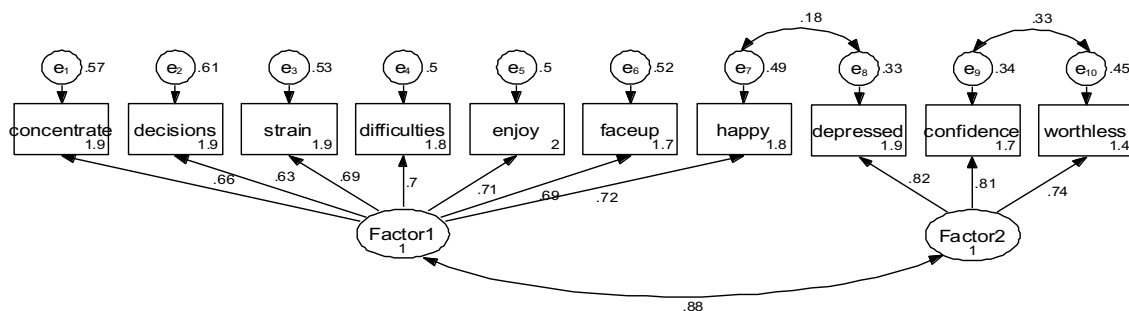 .18 .33
e1 .57 e2 .61 e3 .53 e4 .5 e5 .5 e6 .52 e7 .49 e8 .33 e9 .34 e10 .45
concentrate decisions strain difficulties enjoy faceup happy depressed confidence worthless
1.9 1.9 1.9 1.8 2 1.7 1.8 1.9 1.7 1.4
.66 .63 .69 .7 .71 .69 .72 .82 .81 .74
Factor1 Factor2
1 1
.88